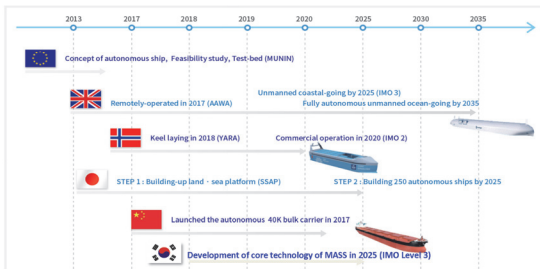 2013 2017 2018 2019 2020 2025 2030 2035
Concept of autonomous ship, Feasibility study, Test-bed (MUNIN)
Unmanned coastal-going by 2025 (IMO 3)
Remotely-operated in 2017 (AAWA) Fully autonomous unmanned ocean-going by 2035
Keel laying in 2018 (YARA) Commercial operation in 2020 (IMO 2)
STEP 1 : Building-up land · sea platform (SSAP) STEP 2 : Building 250 autonomous ships by 2025
Launched the autonomous 40K bulk carrier in 2017
Development of core technology of MASS in 2025 (IMO Level 3)